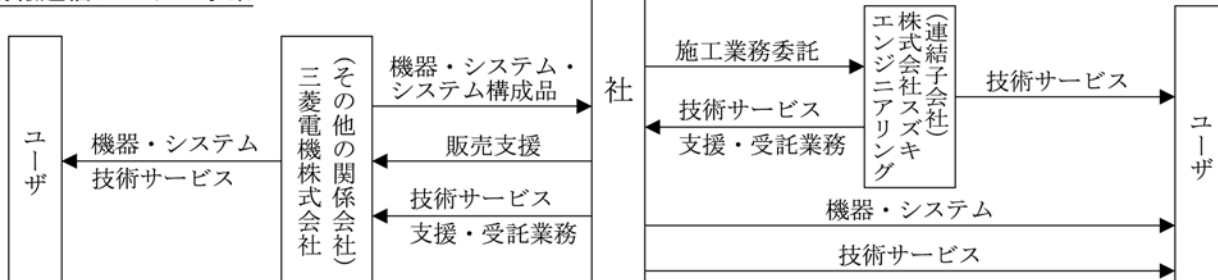 ユーザ
機器・システム
技術サービス
(その他の関係会社)
三菱電機株式会社
機器・システム・
システム構成品
販売支援
技術サービス
支援・受託業務
社
施工業務委託
技術サービス
支援・受託業務
(連結子会社)
株式会社スズキ
エンジニアリング
技術サービス
機器・システム
技術サービス
ユーザ